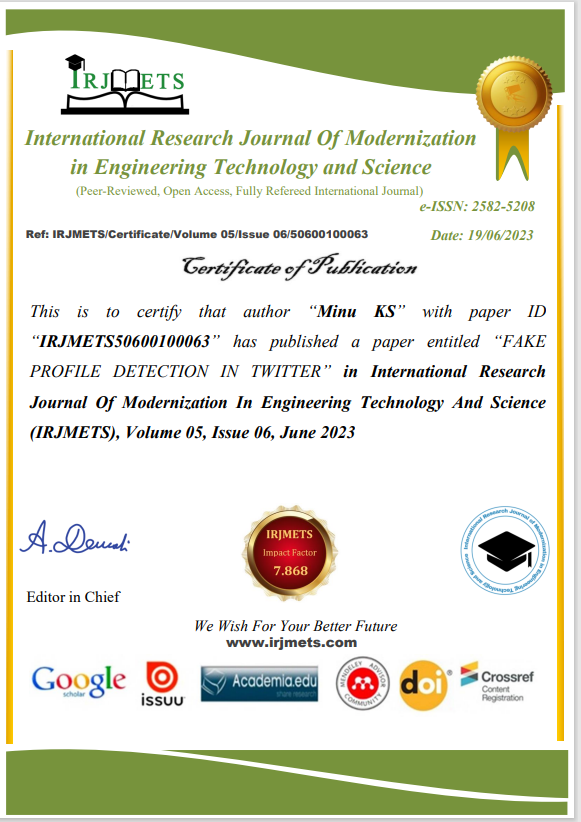 IRJMETS
International Research Journal Of Modernization
in Engineering Technology and Science
(Peer-Reviewed, Open Access, Fully Refereed International Journal)
e-ISSN: 2582-5208
Ref: IRJMETS/Certificate/Volume 05/Issue 06/50600100063
Date: 19/06/2023
Certificate of Publication
This is to certify that author “Minu KS” with paper ID
“IRJMETS50600100063” has published a paper entitled “FAKE
PROFILE DETECTION IN TWITTER” in International Research
Journal Of Modernization In Engineering Technology And Science
(IRJMETS), Volume 05, Issue 06, June 2023
IRJMETS
Impact Factor
7.868
International Research Journal of Modernization in Engineering Technology and Science
Editor in Chief
We Wish For Your Better Future
www.irjmets.com
Google
scholar
issuu
Academia.edu
share research
MENDELEY ADVISOR
COMMUNITY
doi
Crossref
Content
Registration